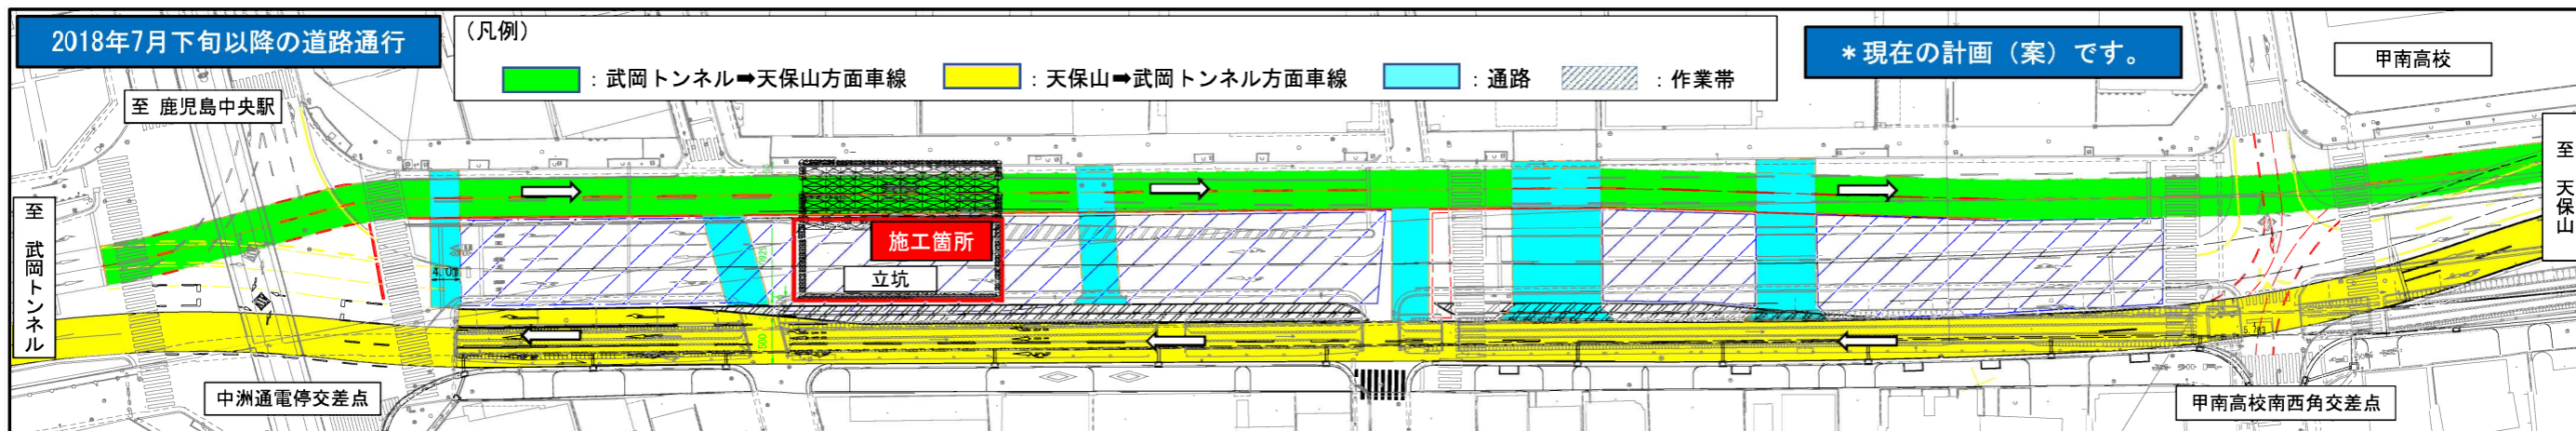 2018年7月下旬以降の道路通行
(凡例)
：武岡トンネル➡天保山方面車線
：天保山➡武岡トンネル方面車線
：通路
：作業帯
＊現在の計画（案）です。
甲南高校
至 鹿児島中央駅
至 武岡トンネル
至 天保山
施工箇所
立坑
中洲通電停交差点
甲南高校南西角交差点